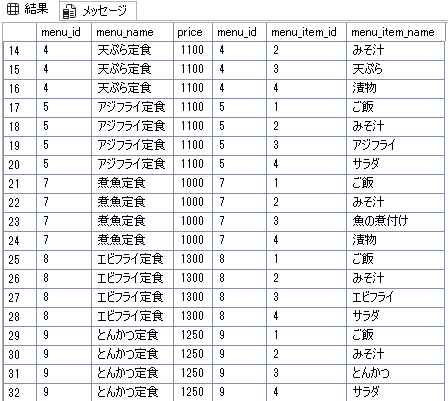 結果 メッセージ
menu_id menu_name price menu_id menu_item_id menu_item_name
14 4 天ぷら定食 1100 4 2 みそ汁
15 4 天ぷら定食 1100 4 3 天ぷら
16 4 天ぷら定食 1100 4 4 漬物
17 5 アジフライ定食 1100 5 1 ご飯
18 5 アジフライ定食 1100 5 2 みそ汁
19 5 アジフライ定食 1100 5 3 アジフライ
20 5 アジフライ定食 1100 5 4 サラダ
21 7 煮魚定食 1000 7 1 ご飯
22 7 煮魚定食 1000 7 2 みそ汁
23 7 煮魚定食 1000 7 3 魚の煮付け
24 7 煮魚定食 1000 7 4 漬物
25 8 エビフライ定食 1300 8 1 ご飯
26 8 エビフライ定食 1300 8 2 みそ汁
27 8 エビフライ定食 1300 8 3 エビフライ
28 8 エビフライ定食 1300 8 4 サラダ
29 9 とんかつ定食 1250 9 1 ご飯
30 9 とんかつ定食 1250 9 2 みそ汁
31 9 とんかつ定食 1250 9 3 とんかつ
32 9 とんかつ定食 1250 9 4 サラダ